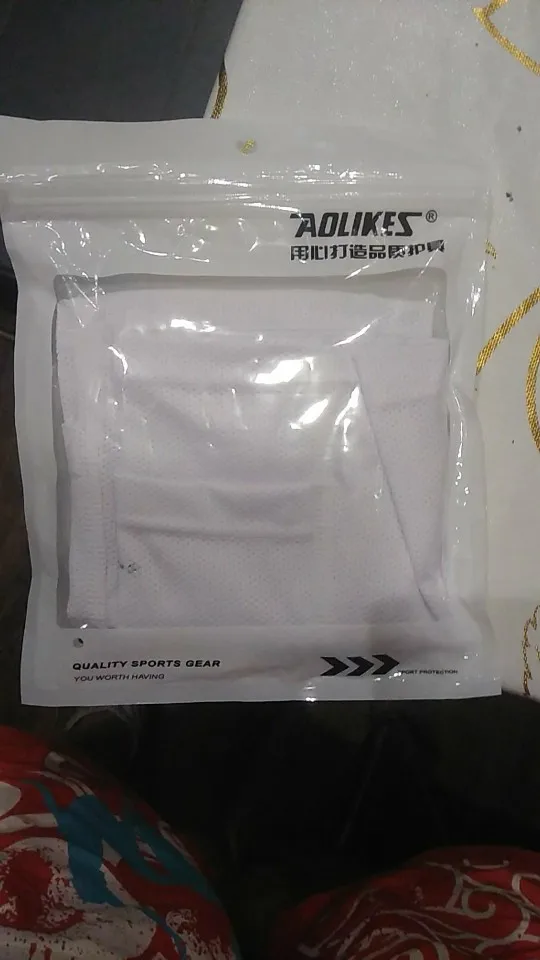 AOLIKES®
用心打造品质护具
QUALITY SPORTS GEAR
YOU WORTH HAVING
SPORT PROTECTION